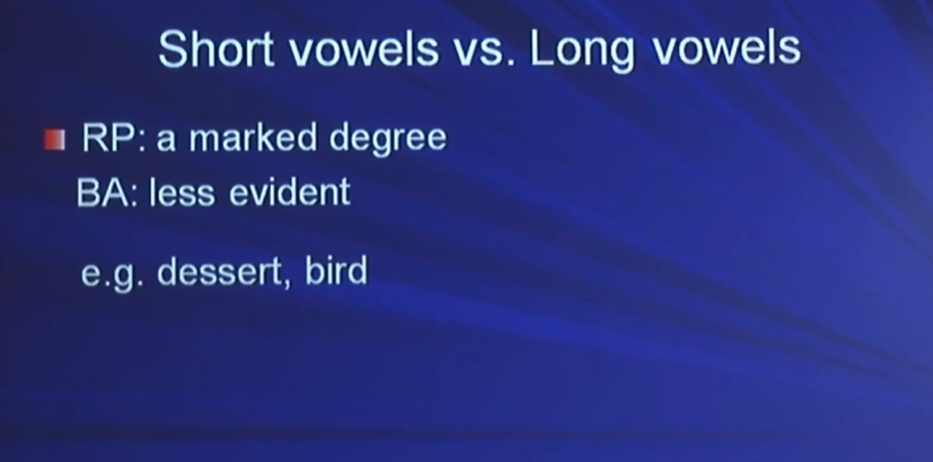 Short vowels vs. Long vowels
RP: a marked degree
BA: less evident
e.g. dessert, bird